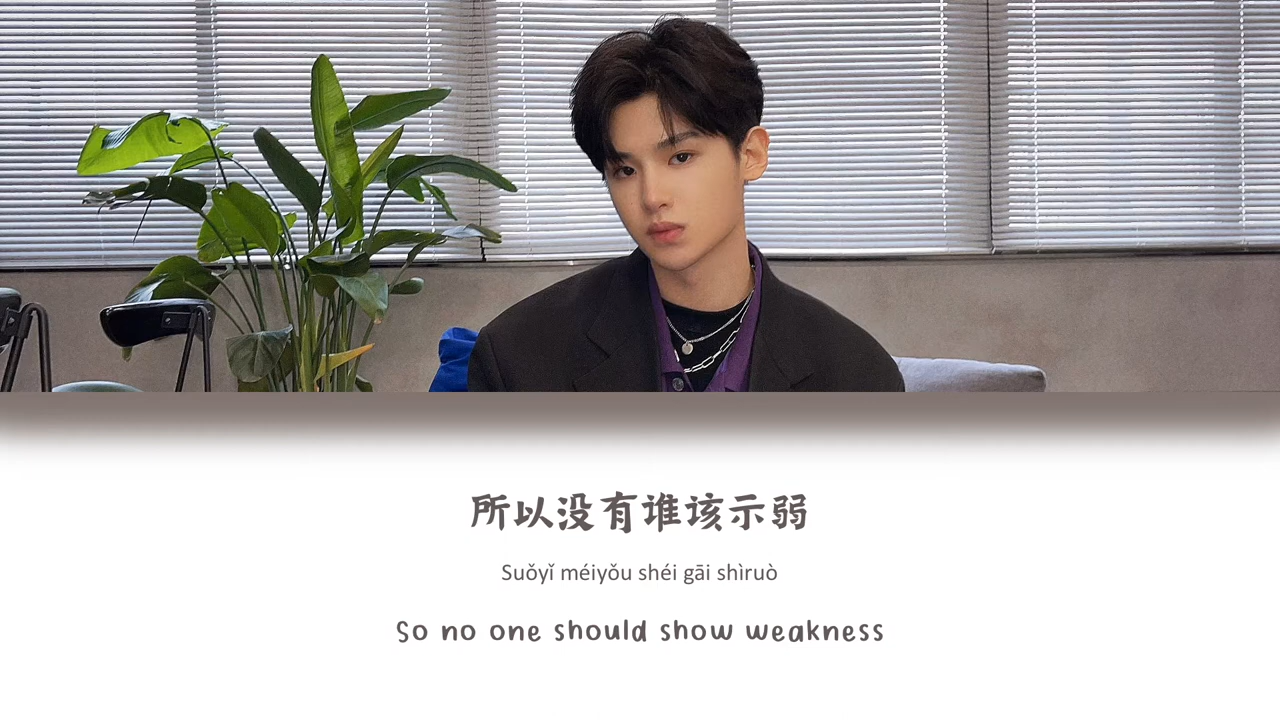 所以没有谁该示弱
Suǒyǐ méiyǒu shéi gāi shìruò
So no one should show weakness